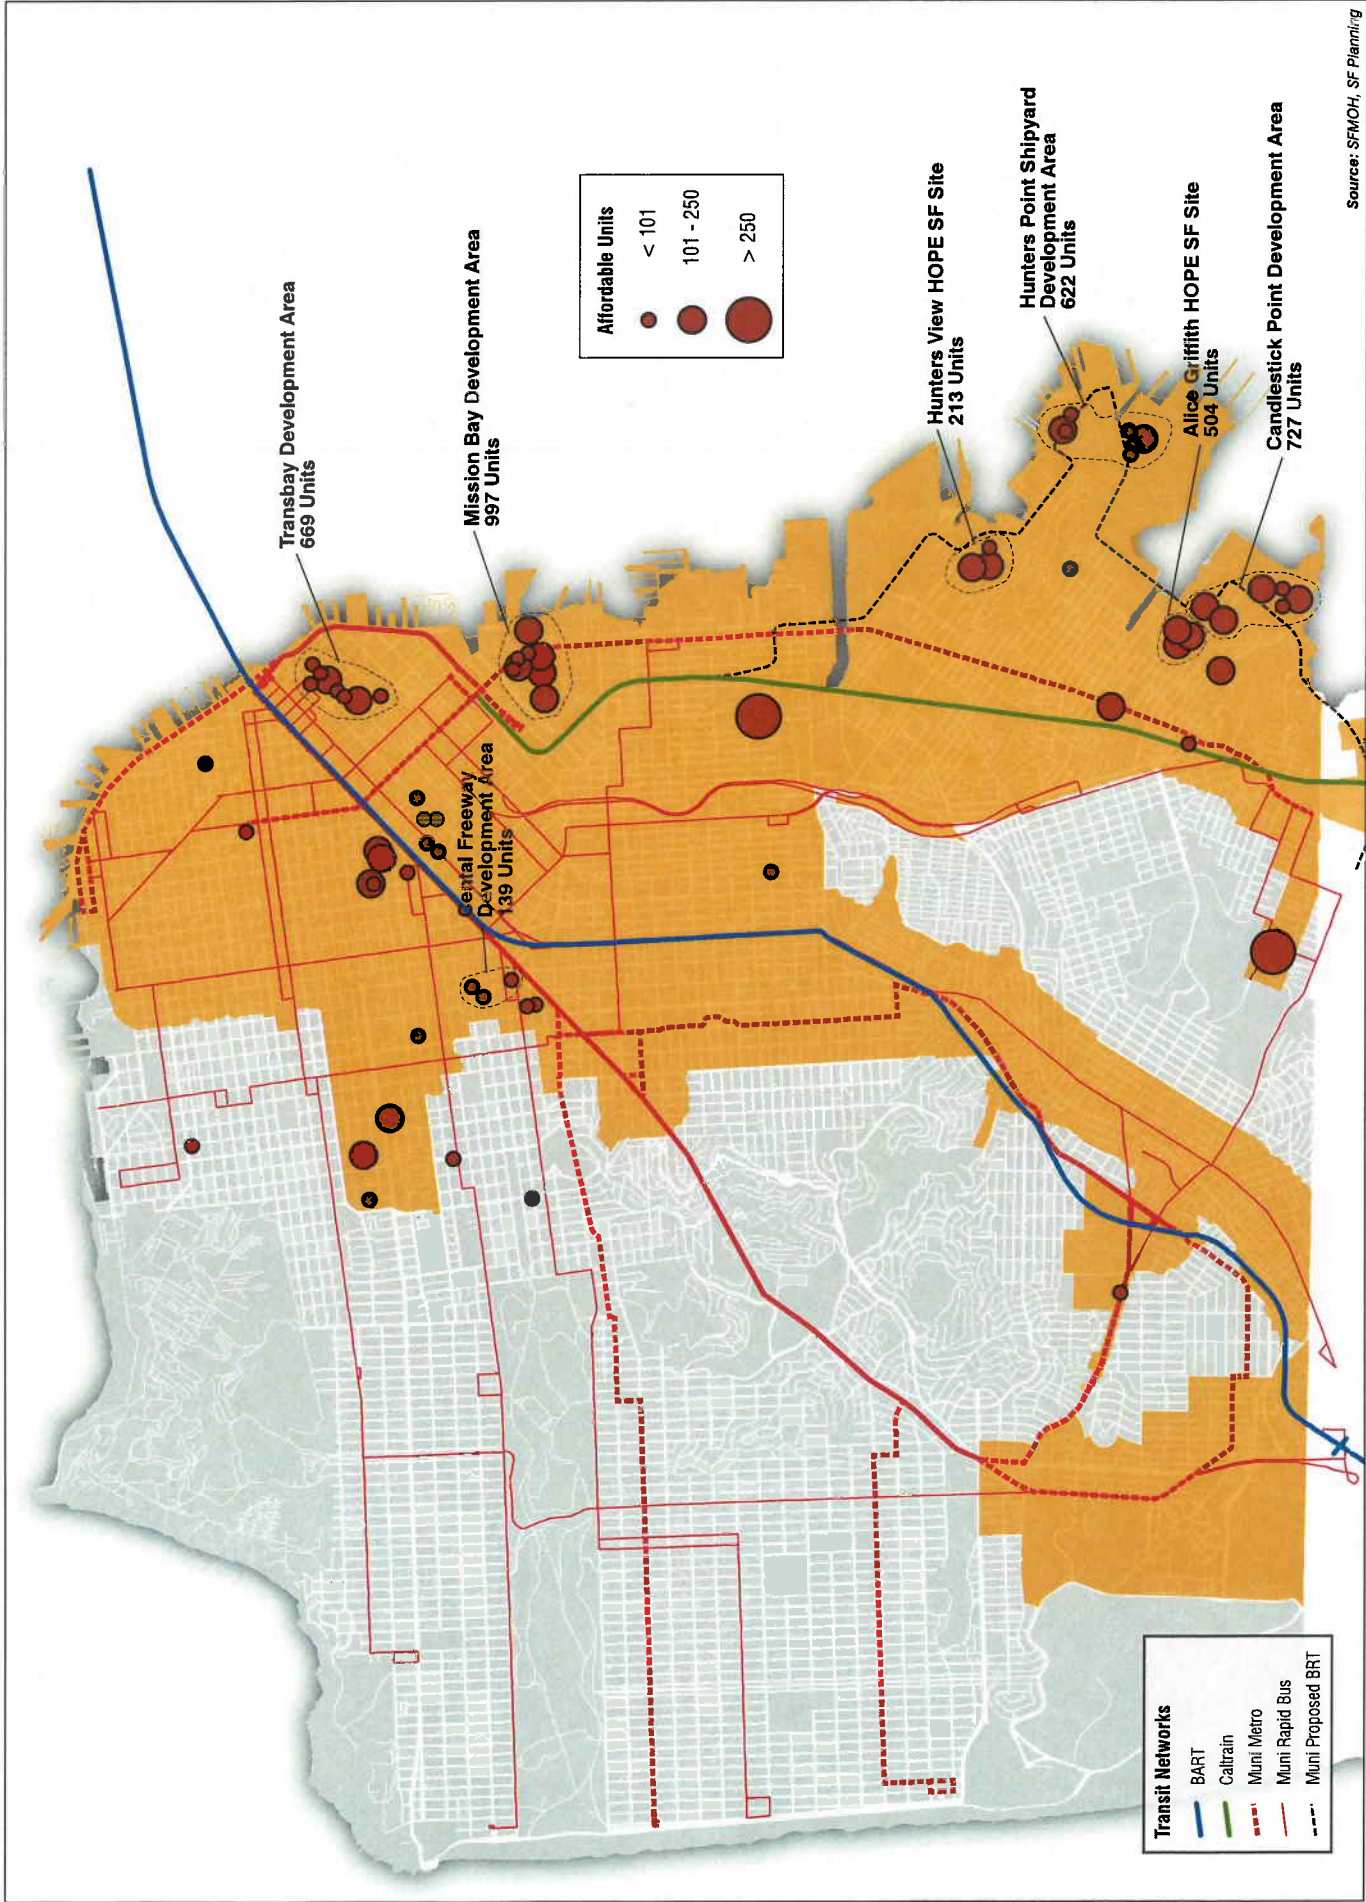 Transbay Development Area
669 Units
Mission Bay Development Area
997 Units
Affordable Units
< 101
101 - 250
> 250
Cental Freeway
Development Area
139 Units
Hunters View HOPE SF Site
213 Units
Hunters Point Shipyard
Development Area
622 Units
Alice Griffith HOPE SF Site
504 Units
Candlestick Point Development Area
727 Units
Transit Networks
BART
Caltrain
Muni Metro
Muni Rapid Bus
Muni Proposed BRT
Source: SFMOH, SF Planning